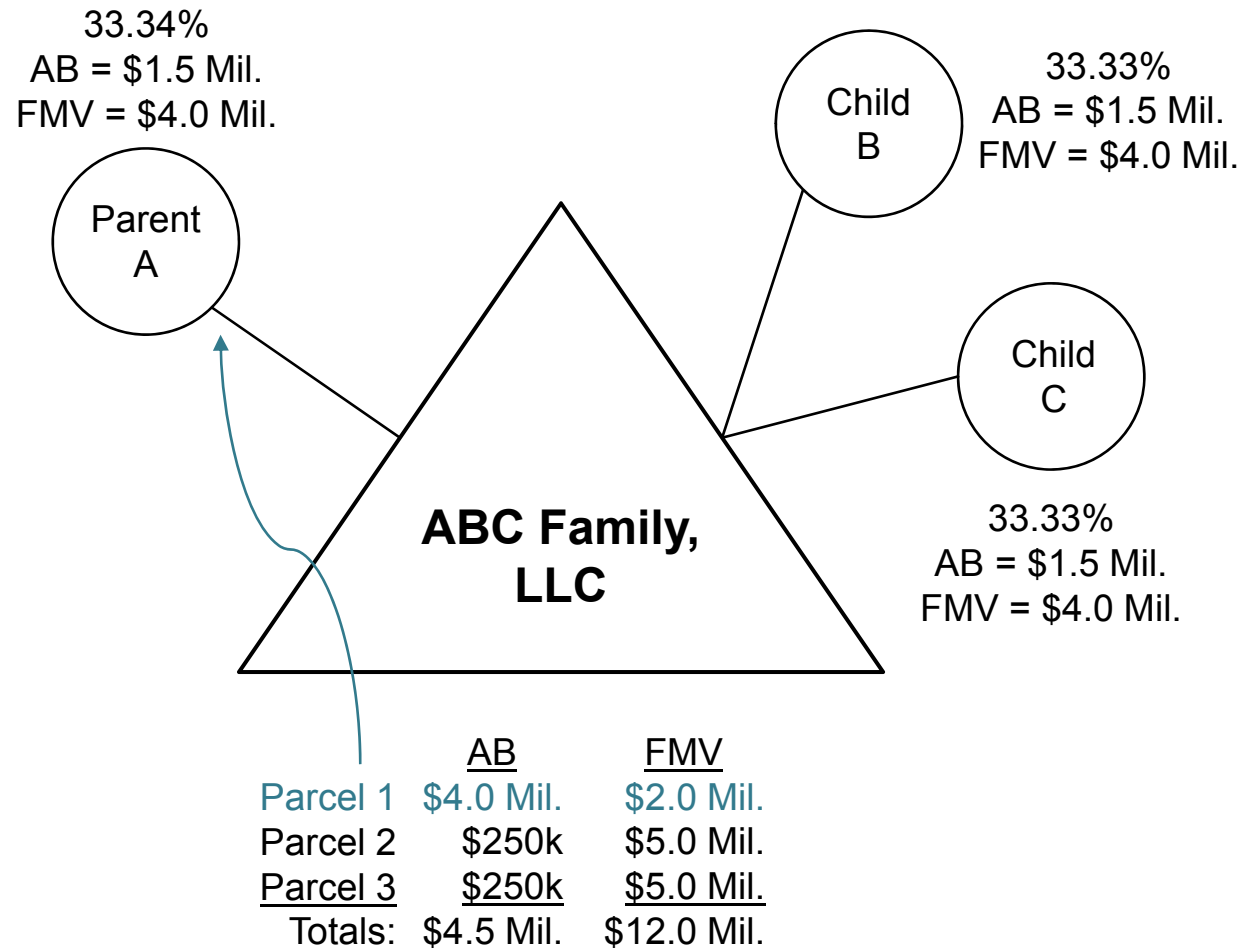 33.34%
AB = $1.5 Mil.
FMV = $4.0 Mil.
Parent
A
Child
B
33.33%
AB = $1.5 Mil.
FMV = $4.0 Mil.
Child
C
33.33%
AB = $1.5 Mil.
FMV = $4.0 Mil.
ABC Family,
LLC
AB FMV
Parcel 1 $4.0 Mil. $2.0 Mil.
Parcel 2 $250k $5.0 Mil.
Parcel 3 $250k $5.0 Mil.
Totals: $4.5 Mil. $12.0 Mil.